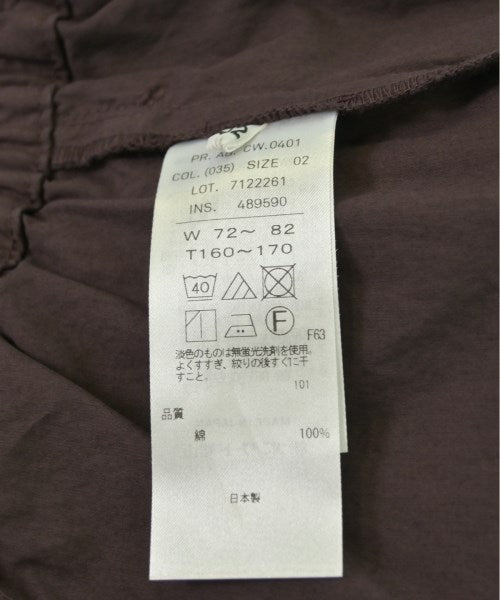 PR. AU. CW.0401
COL. (035) SIZE 02
LOT. 7122261
INS. 489590
W 72～ 82
T160～170
40
F
F63
淡色のものは無蛍光洗剤を使用。
よくすすぎ、絞りの後すぐに干
すこと。
101
品質
綿 100%
日本製